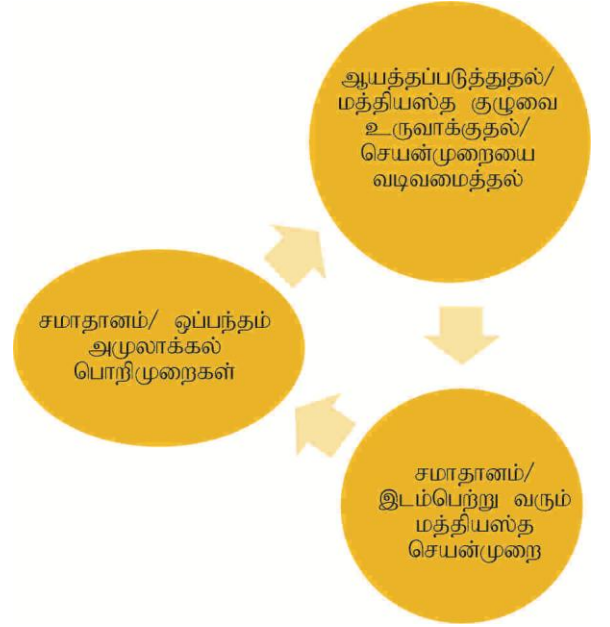 ஆயத்தப்படுத்துதல்/
மத்தியஸ்த குழுவை
உருவாக்குதல்/
செயன்முறையை
வடிவமைத்தல்
சமாதானம்/
இடம்பெற்று வரும்
மத்தியஸ்த
செயன்முறை
சமாதானம்/ ஒப்பந்தம்
அமுலாக்கல்
பொறிமுறைகள்